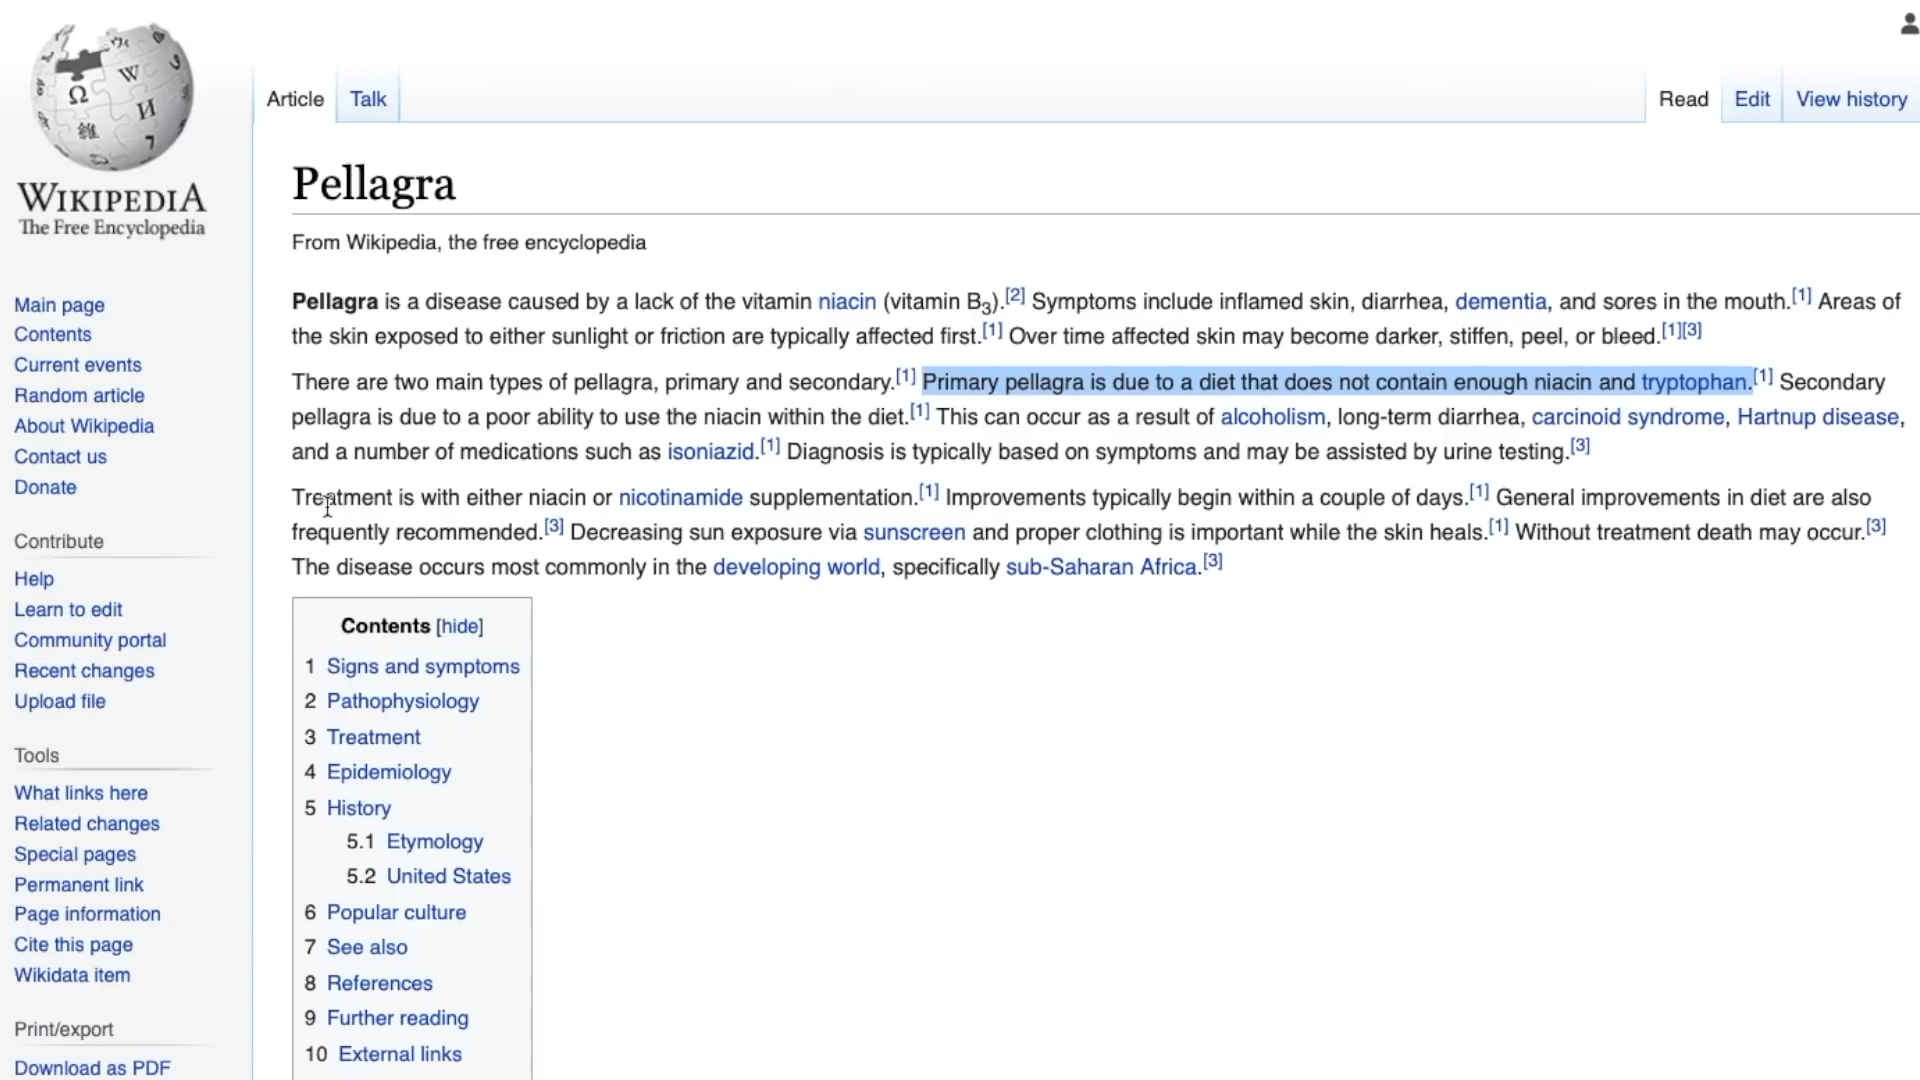 WIKIPEDIA
The Free Encyclopedia
Main page
Contents
Current events
Random article
About Wikipedia
Contact us
Donate
Contribute
Help
Learn to edit
Community portal
Recent changes
Upload file
Tools
What links here
Related changes
Special pages
Permanent link
Page information
Cite this page
Wikidata item
Print/export
Download as PDF
Article Talk Read Edit View history
Pellagra
From Wikipedia, the free encyclopedia
Pellagra is a disease caused by a lack of the vitamin niacin (vitamin B3).[2] Symptoms include inflamed skin, diarrhea, dementia, and sores in the mouth.[1] Areas of
the skin exposed to either sunlight or friction are typically affected first.[1] Over time affected skin may become darker, stiffen, peel, or bleed.[1][3]
There are two main types of pellagra, primary and secondary.[1] Primary pellagra is due to a diet that does not contain enough niacin and tryptophan.[1] Secondary
pellagra is due to a poor ability to use the niacin within the diet.[1] This can occur as a result of alcoholism, long-term diarrhea, carcinoid syndrome, Hartnup disease,
and a number of medications such as isoniazid.[1] Diagnosis is typically based on symptoms and may be assisted by urine testing.[3]
Treatment is with either niacin or nicotinamide supplementation.[1] Improvements typically begin within a couple of days.[1] General improvements in diet are also
frequently recommended.[3] Decreasing sun exposure via sunscreen and proper clothing is important while the skin heals.[1] Without treatment death may occur.[3]
The disease occurs most commonly in the developing world, specifically sub-Saharan Africa.[3]
Contents [hide]
1 Signs and symptoms
2 Pathophysiology
3 Treatment
4 Epidemiology
5 History
5.1 Etymology
5.2 United States
6 Popular culture
7 See also
8 References
9 Further reading
10 External links